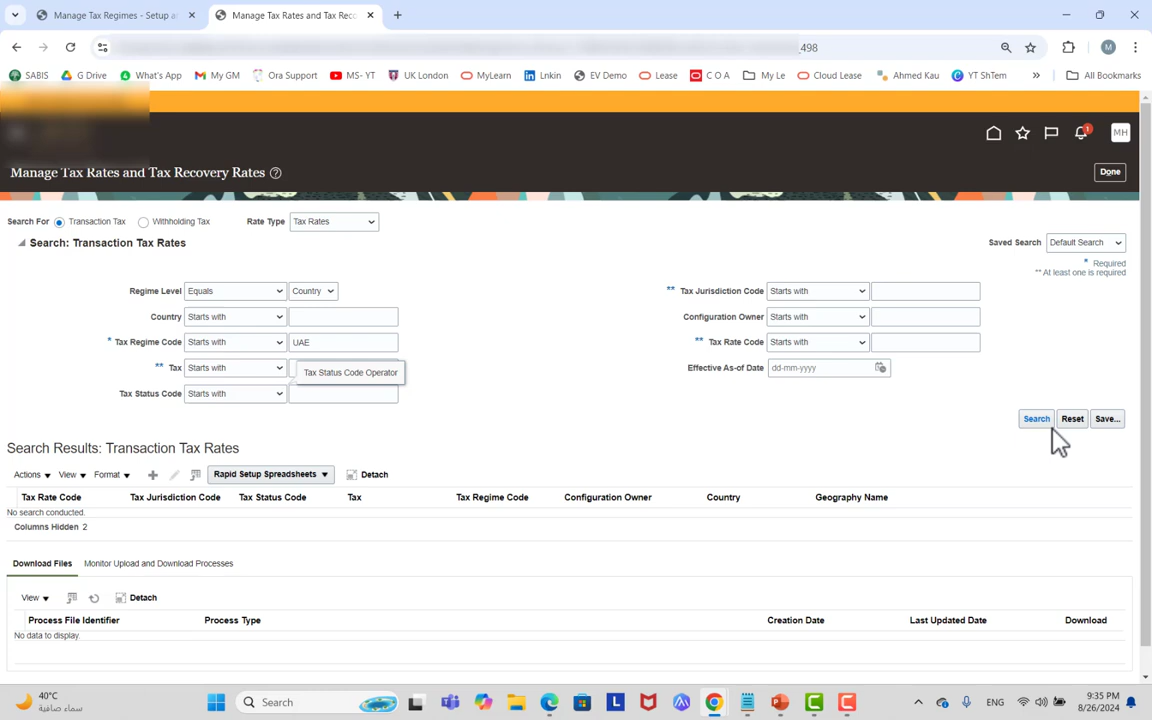 Manage Tax Regimes - Setup a
Manage Tax Rates and Tax Reco
_498
SABIS
G Drive
What's App
My GM
Ora Support
MS- YT
UK London
MyLearn
Lnkin
EV Demo
Lease
C O A
My Le
Cloud Lease
Ahmed Kau
YT ShTem
All Bookmarks
M
1
MH
Manage Tax Rates and Tax Recovery Rates
Done
Search For Transaction Tax Withholding Tax Rate Type Tax Rates
Search: Transaction Tax Rates
Saved Search Default Search
* Required
** At least one is required
Regime Level Equals Country
** Tax Jurisdiction Code Starts with
Country Starts with
Configuration Owner Starts with
* Tax Regime Code Starts with UAE
** Tax Rate Code Starts with
** Tax Starts with
Tax Status Code Operator
Effective As-of Date dd-mm-yyyy
Tax Status Code Starts with
Search Reset Save...
Search Results: Transaction Tax Rates
Actions View Format Rapid Setup Spreadsheets Detach
Tax Rate Code Tax Jurisdiction Code Tax Status Code Tax Tax Regime Code Configuration Owner Country Geography Name
No search conducted.
Columns Hidden 2
Download Files Monitor Upload and Download Processes
View Detach
Process File Identifier Process Type Creation Date Last Updated Date Download
No data to display.
40°C
سماء صافية
Search
ENG
9:35 PM
8/26/2024